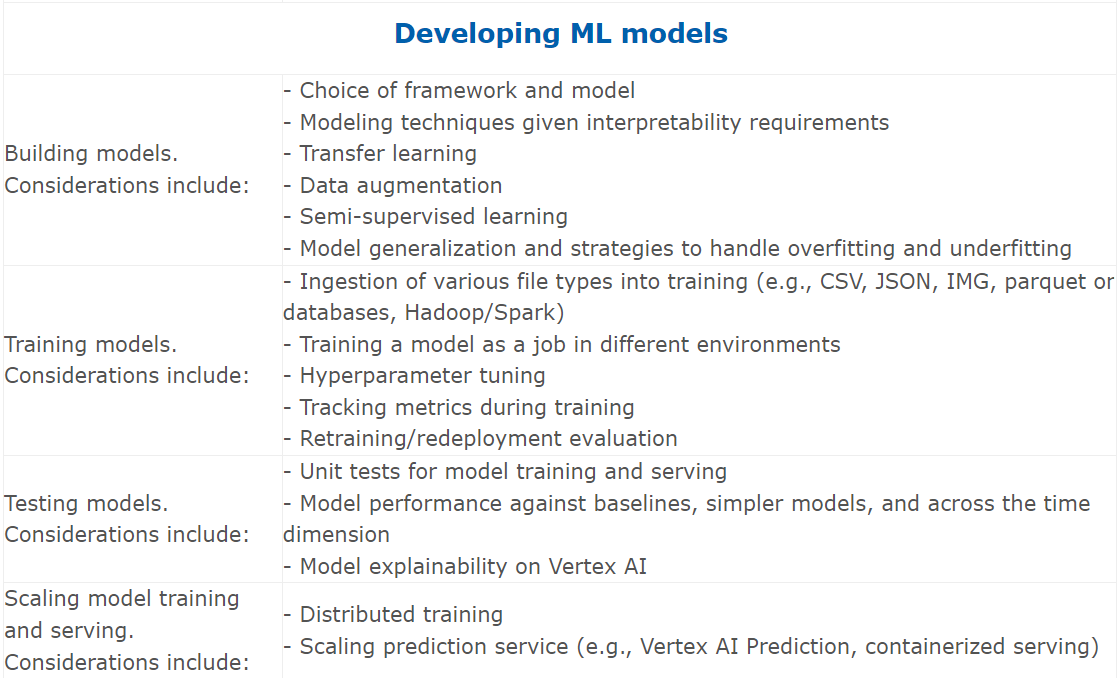 Developing ML models
Building models.
Considerations include:
- Choice of framework and model
- Modeling techniques given interpretability requirements
- Transfer learning
- Data augmentation
- Semi-supervised learning
- Model generalization and strategies to handle overfitting and underfitting
Training models.
Considerations include:
- Ingestion of various file types into training (e.g., CSV, JSON, IMG, parquet or
databases, Hadoop/Spark)
- Training a model as a job in different environments
- Hyperparameter tuning
- Tracking metrics during training
- Retraining/redeployment evaluation
Testing models.
Considerations include:
- Unit tests for model training and serving
- Model performance against baselines, simpler models, and across the time
dimension
- Model explainability on Vertex AI
Scaling model training
and serving.
Considerations include:
- Distributed training
- Scaling prediction service (e.g., Vertex AI Prediction, containerized serving)